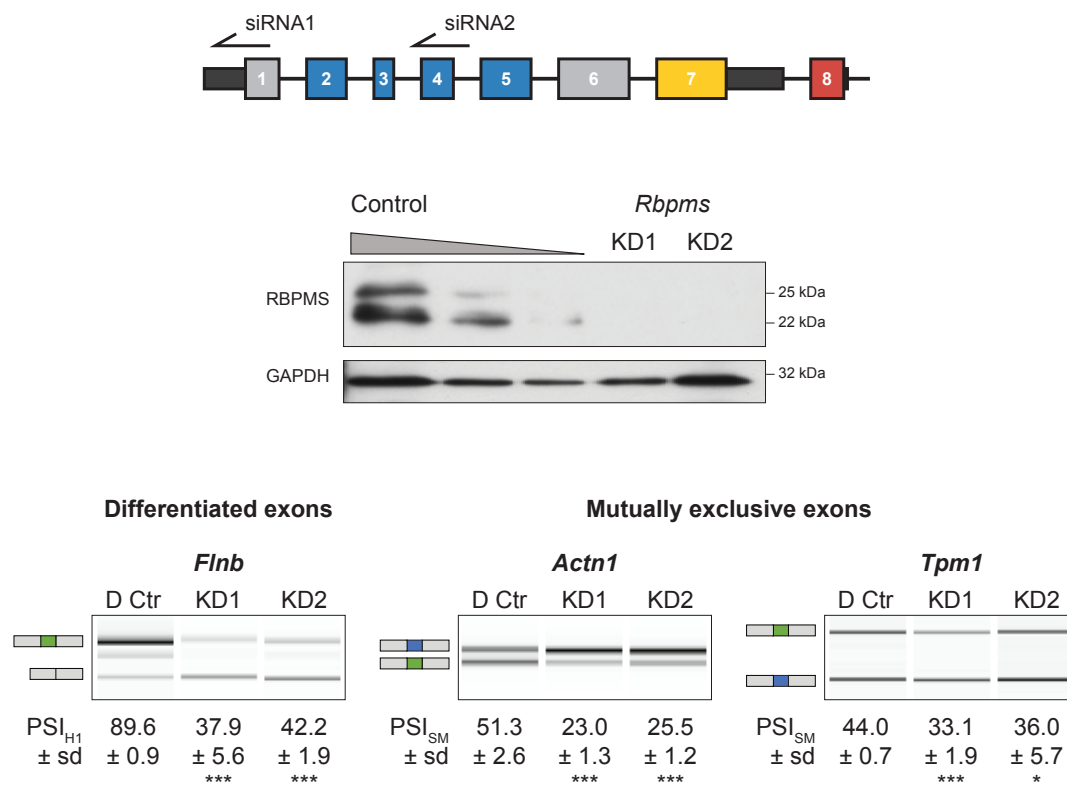 siRNA1 siRNA2
1 2 3 4 5 6 7 8
Control Rbpms
KD1 KD2
RBPMS 25 kDa
22 kDa
GAPDH 32 kDa
Differentiated exons Mutually exclusive exons
Flnb Actn1 Tpm1
D Ctr KD1 KD2 D Ctr KD1 KD2 D Ctr KD1 KD2
PSIH1 89.6 37.9 42.2 PSISM 51.3 23.0 25.5 PSISM 44.0 33.1 36.0
± sd ± 0.9 ± 5.6 ± 1.9 ± sd ± 2.6 ± 1.3 ± 1.2 ± sd ± 0.7 ± 1.9 ± 5.7
*** *** *** *** *** *